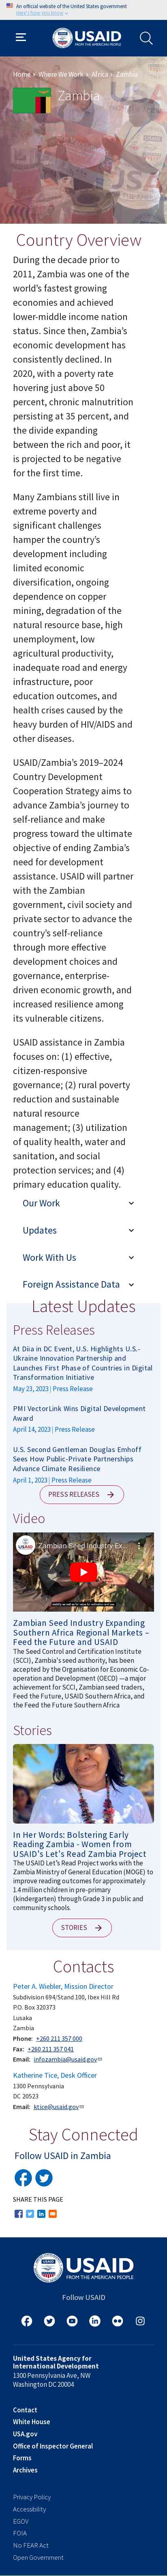 An official website of the United States government
Here's how you know
USAID
FROM THE AMERICAN PEOPLE
Home › Where We Work › Africa › Zambia
Zambia
Country Overview
During the decade prior to
2011, Zambia was one of the
world's fastest growing
economies and achieved
lower-middle income nation
status. Since then, Zambia's
economic development has
consistently declined. In
2020, with a poverty rate
hovering just above 50
percent, chronic malnutrition
persisting at 35 percent, and
the divide expanding
between the rich and poor, it
is projected to be negative
for the first time.
Many Zambians still live in
extreme poverty and
significant challenges
hamper the country's
development including
limited economic
diversification, ongoing
dependence on copper
mining, degradation of the
natural resource base, high
unemployment, low
agricultural productivity,
inadequate road and energy
infrastructure, poor
education outcomes, and
health crises caused by the
heavy burden of HIV/AIDS and
other diseases.
USAID/Zambia's 2019–2024
Country Development
Cooperation Strategy aims
to advance Zambia's journey
to self-reliance and make
progress toward the ultimate
objective of ending the need
for development
assistance. USAID will partner
with the Zambian
government, civil society and
private sector to advance the
country's self-reliance
through more effective
development choices and
governance, enterprise-
driven economic growth, and
increased resilience among
its vulnerable citizens.
USAID assistance in Zambia
focuses on: (1) effective,
citizen-responsive
governance; (2) rural poverty
reduction and sustainable
natural resource
management; (3) utilization
of quality health, water and
sanitation, and social
protection services; and (4)
primary education quality.
Our Work
Updates
Work With Us
Foreign Assistance Data
Latest Updates
Press Releases
At Diia in DC Event, U.S. Highlights U.S.-
Ukraine Innovation Partnership and
Launches First Phase of Countries in Digital
Transformation Initiative
May 23, 2023 | Press Release
PMI VectorLink Wins Digital Development
Award
April 14, 2023 | Press Release
U.S. Second Gentleman Douglas Emhoff
Sees How Public-Private Partnerships
Advance Climate Resilience
April 1, 2023 | Press Release
PRESS RELEASES
Video
Zambian Seed Industry Ex...
Zambian Seed Industry Expanding
Southern Africa Regional Markets –
Feed the Future and USAID
The Seed Control and Certification Institute
(SCCI), Zambia's seed authority, has been
accepted by the Organisation for Economic Co-
operation and Development (OECD) —a major
achievement for SCCI, Zambian seed traders,
Feed the Future, USAID Southern Africa, and
the Feed the Future Southern Africa
Stories
In Her Words: Bolstering Early
Reading Zambia - Women from
USAID's Let's Read Zambia Project
The USAID Let's Read Project works with the
Zambia Ministry of General Education (MOGE) to
improve reading outcomes for approximately
1.4 million children in pre-primary
(kindergarten) through Grade 3 in public and
community schools.
STORIES
Contacts
Peter A. Wiebler, Mission Director
Subdivision 694/Stand 100, Ibex Hill Rd
P.O. Box 320373
Lusaka
Zambia
Phone: +260 211 357 000
Fax: +260 211 357 041
Email: infozambia@usaid.gov
Katherine Tice, Desk Officer
1300 Pennsylvania
DC 20523
Email: ktice@usaid.gov
Stay Connected
Follow USAID in Zambia
SHARE THIS PAGE
USAID
FROM THE AMERICAN PEOPLE
Follow USAID
United States Agency for
International Development
1300 Pennsylvania Ave, NW
Washington DC 20004
Contact
White House
USA.gov
Office of Inspector General
Forms
Archives
Privacy Policy
Accessibility
EGOV
FOIA
No FEAR Act
Open Government